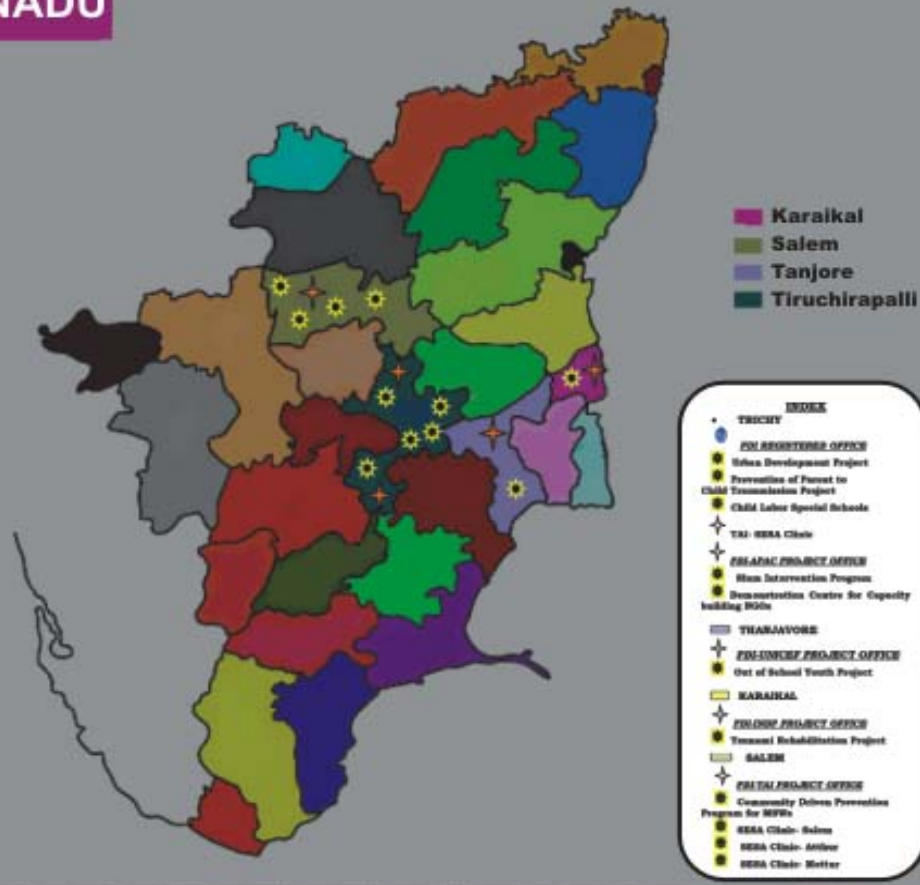 NADU
Karaikal
Salem
Tanjore
Tiruchirapalli
INDEX
TRICHY
PDI REGISTERED OFFICE
Urban Development Project
Prevention of Parent to
Child Transmission Project
Child Labor Special Schools
TAI- SESA Clinic
PDI-APAC PROJECT OFFICE
Slum Intervention Program
Demonstration Centre for Capacity
building NGOs
THANJAVORE
PDI-UNICEF PROJECT OFFICE
Out of School Youth Project
KARAIKAL
PROJECT OFFICE
Tsunami Rehabilitation Project
SALEM
PDI TAI PROJECT OFFICE
Community Driven Prevention
Program for MSWs
SESA Clinic- Salem
SESA Clinic- Atthur
SESA Clinic- Mettur